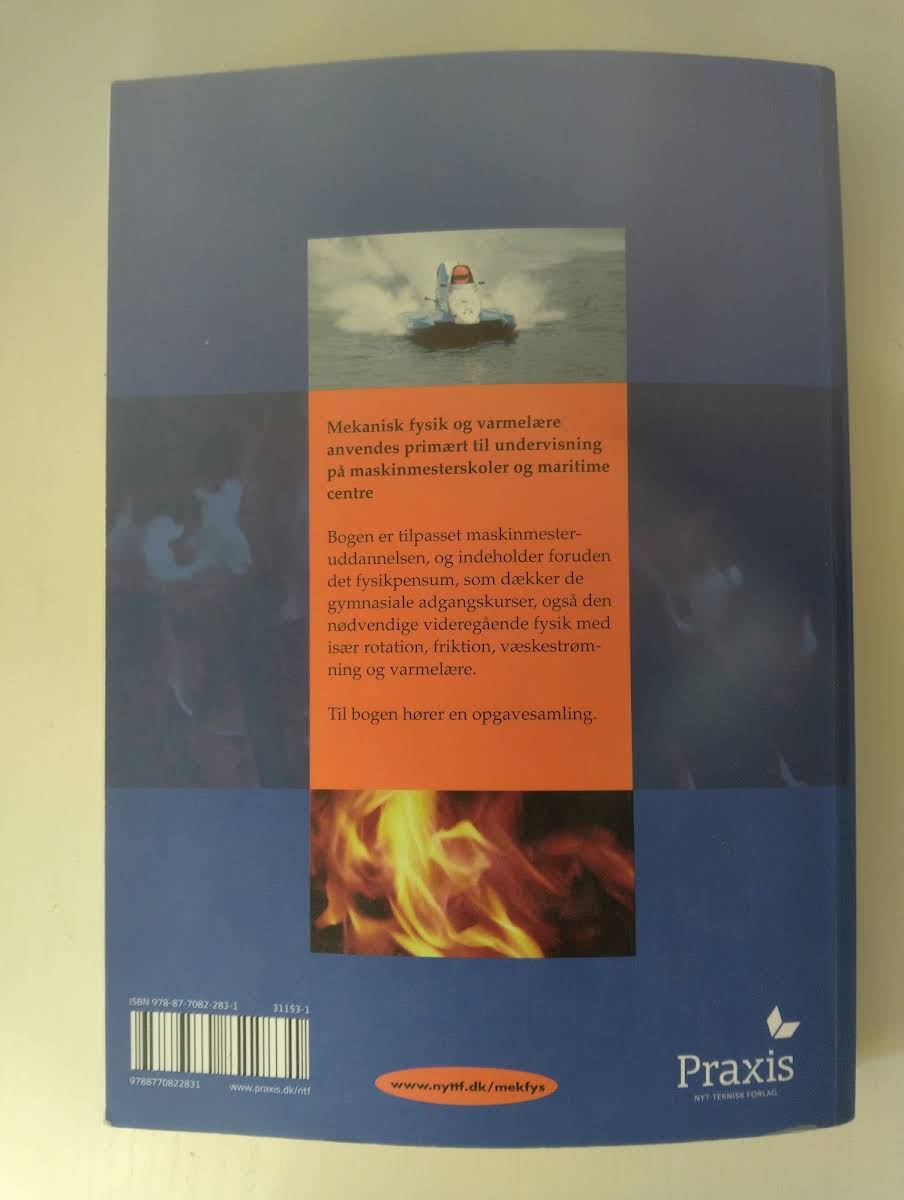 Mekanisk fysik og varmelære
anvendes primært til undervisning
på maskinmesterskoler og maritime
centre
Bogen er tilpasset maskinmester-
uddannelsen, og indeholder foruden
det fysikpensum, som dækker de
gymnasiale adgangskurser, også den
nødvendige videregående fysik med
især rotation, friktion, væskestrøm-
ning og varmelære.
Til bogen hører en opgavesamling.
ISBN 978-87-7082-283-1 31153-1
9788770822831 www.praxis.dk/ntf
www.nyttf.dk/mekfys
Praxis
NYT TEKNISK FORLAG